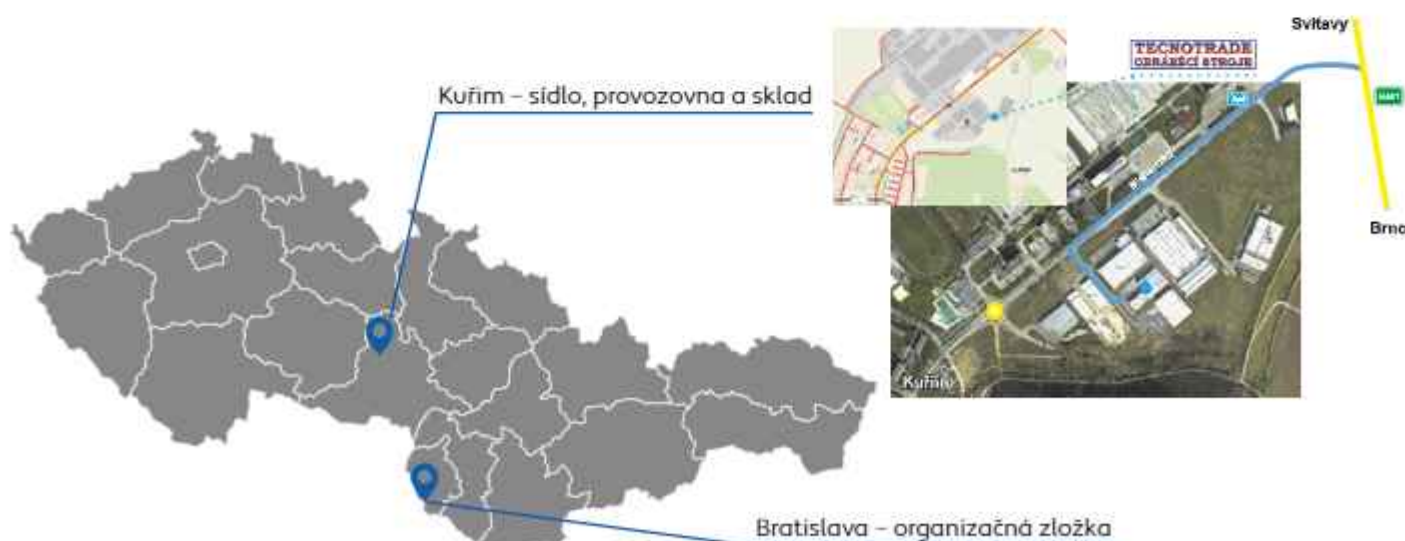 Svitavy
TECNOTRADE
OBRÁBĚCÍ STROJE
Kuřim – sídlo, provozovna a sklad
Brno
Kuřim
Bratislava – organizačná zložka